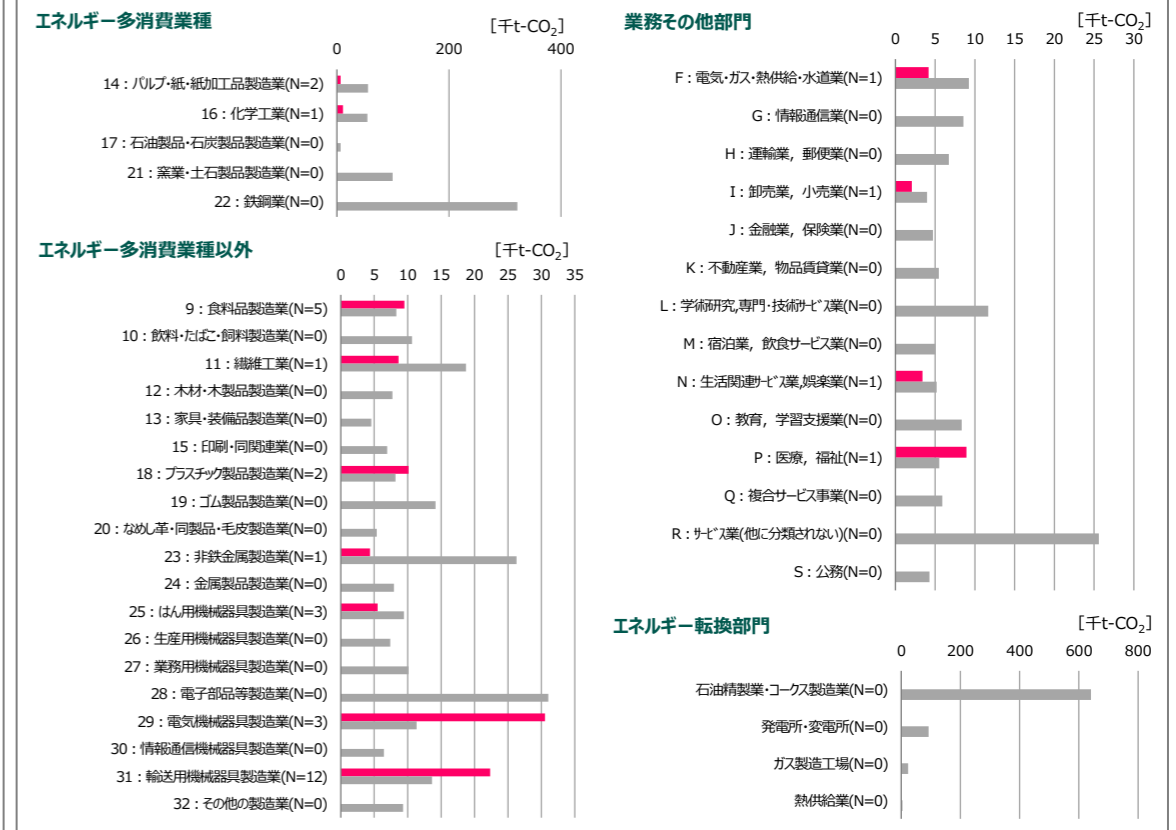 エネルギー多消費業種
[千t-CO₂]
0 200 400
14：パルプ・紙・紙加工品製造業(N=2)
16：化学工業(N=1)
17：石油製品・石炭製品製造業(N=0)
21：窯業・土石製品製造業(N=0)
22：鉄鋼業(N=0)
エネルギー多消費業種以外
[千t-CO₂]
0 5 10 15 20 25 30 35
9：食料品製造業(N=5)
10：飲料・たばこ・飼料製造業(N=0)
11：繊維工業(N=1)
12：木材・木製品製造業(N=0)
13：家具・装備品製造業(N=0)
15：印刷・同関連業(N=0)
18：プラスチック製品製造業(N=2)
19：ゴム製品製造業(N=0)
20：なめし革・同製品・毛皮製造業(N=0)
23：非鉄金属製造業(N=1)
24：金属製品製造業(N=0)
25：はん用機械器具製造業(N=3)
26：生産用機械器具製造業(N=0)
27：業務用機械器具製造業(N=0)
28：電子部品等製造業(N=0)
29：電気機械器具製造業(N=3)
30：情報通信機械器具製造業(N=0)
31：輸送用機械器具製造業(N=12)
32：その他の製造業(N=0)
業務その他部門
[千t-CO₂]
0 5 10 15 20 25 30
F：電気・ガス・熱供給・水道業(N=1)
G：情報通信業(N=0)
H：運輸業，郵便業(N=0)
I：卸売業，小売業(N=1)
J：金融業，保険業(N=0)
K：不動産業，物品賃貸業(N=0)
L：学術研究,専門・技術サービス業(N=0)
M：宿泊業，飲食サービス業(N=0)
N：生活関連サービス業,娯楽業(N=1)
O：教育，学習支援業(N=0)
P：医療，福祉(N=1)
Q：複合サービス事業(N=0)
R：サービス業(他に分類されない)(N=0)
S：公務(N=0)
エネルギー転換部門
[千t-CO₂]
0 200 400 600 800
石油精製業・コークス製造業(N=0)
発電所・変電所(N=0)
ガス製造工場(N=0)
熱供給業(N=0)